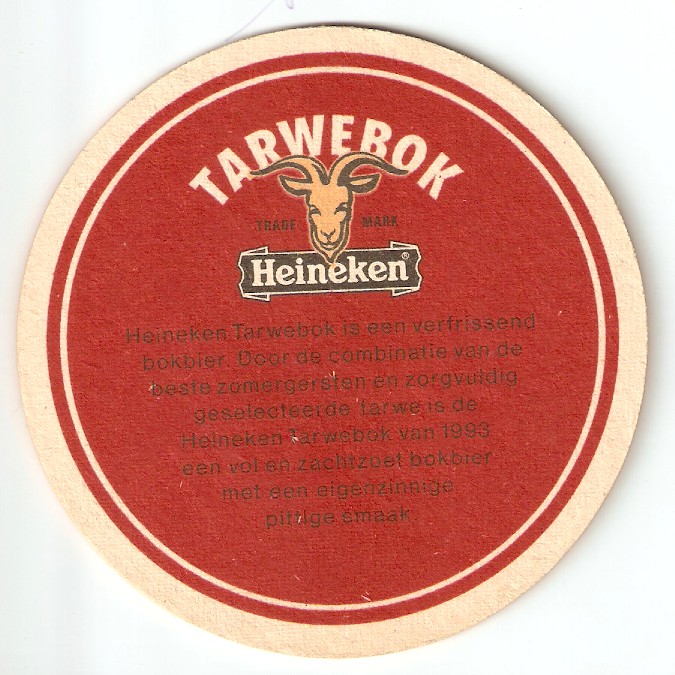 TARWEBOK
TRADE MARK
Heineken®
Heineken Tarwebok is een verfrissend
bokbier. Door de combinatie van de
beste zomergersten en zorgvuldig
geselecteerde tarwe is de
Heineken Tarwebok van 1993
een vol en zachtzoet bokbier
met een eigenzinnige
pittige smaak.